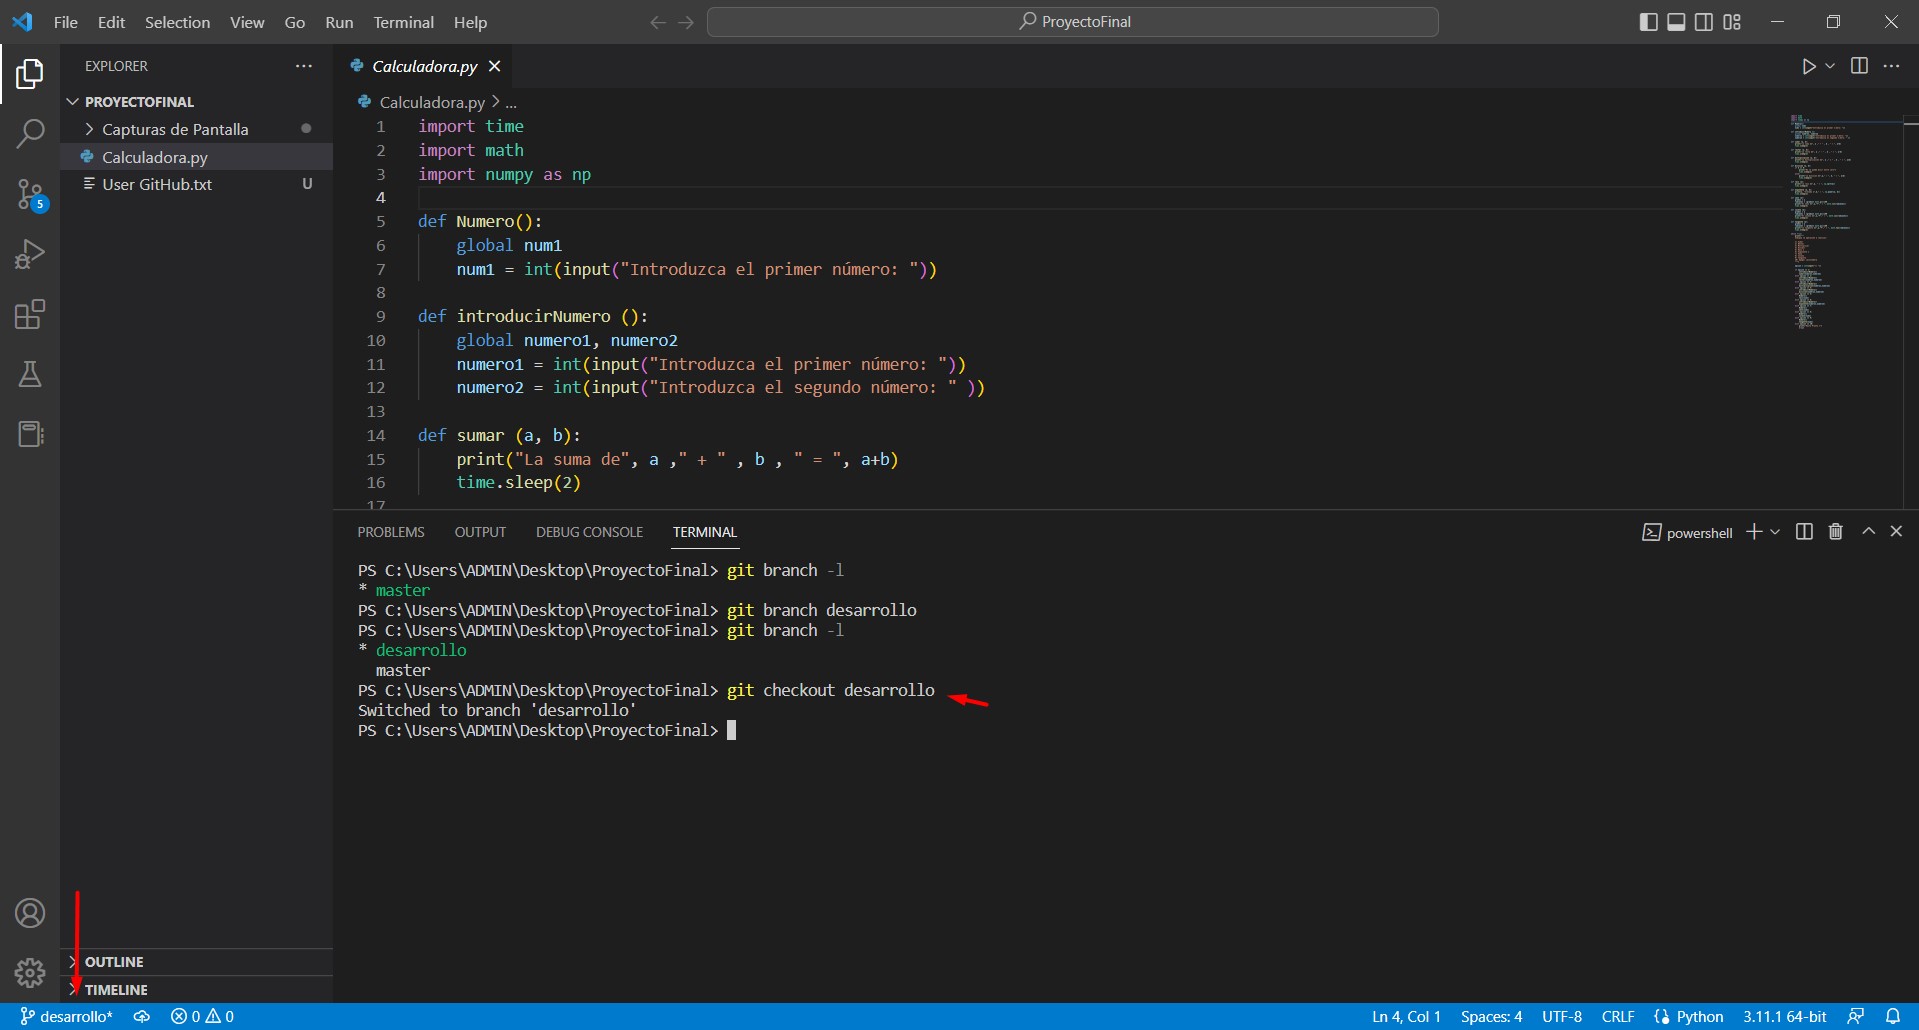 File Edit Selection View Go Run Terminal Help
ProyectoFinal
EXPLORER
PROYECTOFINAL
Capturas de Pantalla
Calculadora.py
User GitHub.txt U
5
Calculadora.py
Calculadora.py > ...
1 import time
2 import math
3 import numpy as np
4
5 def Numero():
6 global num1
7 num1 = int(input("Introduzca el primer número: "))
8
9 def introducirNumero ():
10 global numero1, numero2
11 numero1 = int(input("Introduzca el primer número: "))
12 numero2 = int(input("Introduzca el segundo número: " ))
13
14 def sumar (a, b):
15 print("La suma de", a ," + " , b , " = ", a+b)
16 time.sleep(2)
17
PROBLEMS OUTPUT DEBUG CONSOLE TERMINAL
powershell
PS C:\Users\ADMIN\Desktop\ProyectoFinal> git branch -l
* master
PS C:\Users\ADMIN\Desktop\ProyectoFinal> git branch desarrollo
PS C:\Users\ADMIN\Desktop\ProyectoFinal> git branch -l
* desarrollo
master
PS C:\Users\ADMIN\Desktop\ProyectoFinal> git checkout desarrollo
Switched to branch 'desarrollo'
PS C:\Users\ADMIN\Desktop\ProyectoFinal>
OUTLINE
TIMELINE
desarrollo* 0 0
Ln 4, Col 1 Spaces: 4 UTF-8 CRLF Python 3.11.1 64-bit